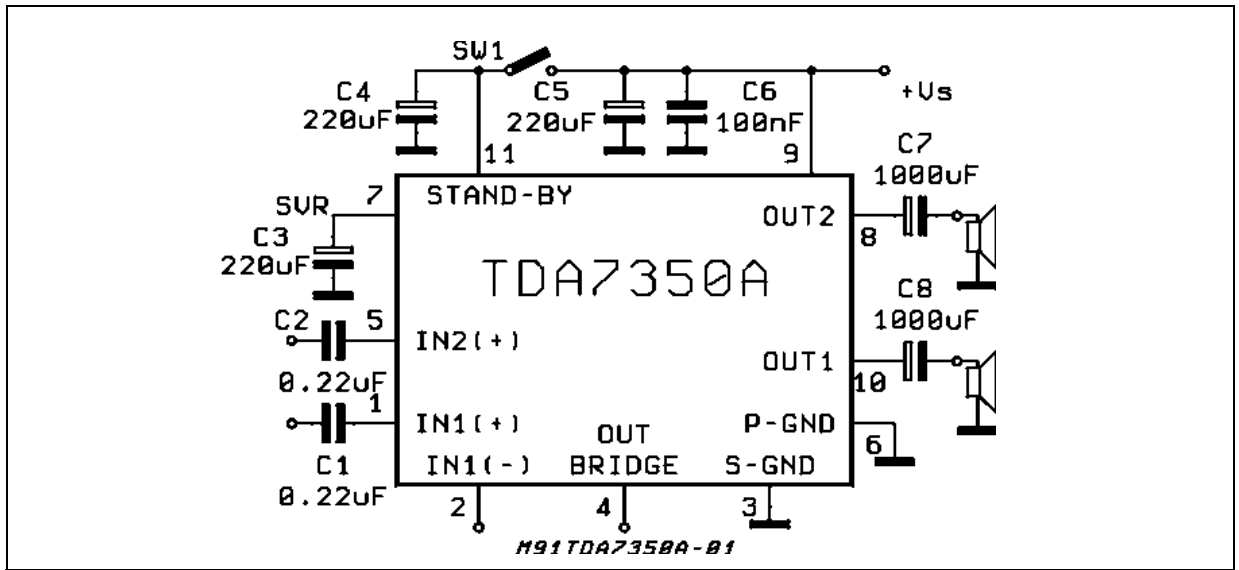 SW1
C4
220uF
C5
220uF
C6
100nF
+Vs
11
9
C7
1000uF
7
STAND-BY
SVR
OUT2
8
C3
220uF
TDA7350A
C8
1000uF
C2
5
IN2(+)
0.22uF
OUT1
10
1
IN1(+)
OUT
BRIDGE
P-GND
6
C1
0.22uF
IN1(-)
S-GND
2
4
3
M91TDA7350A-01